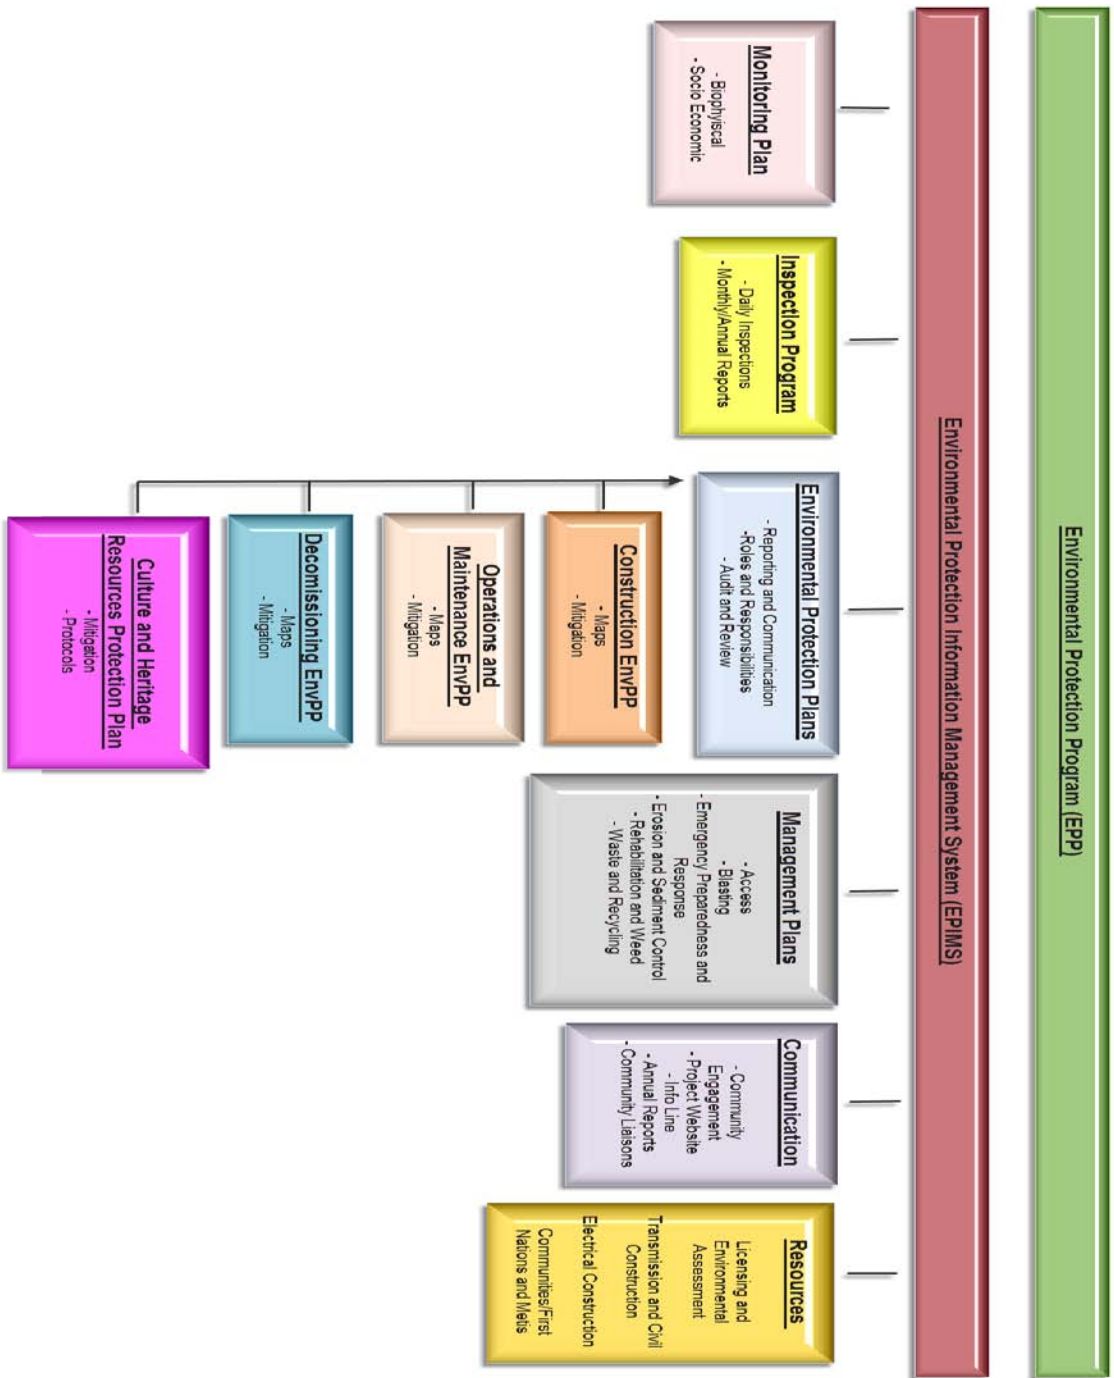 Environmental Protection Program (EPP)
Environmental Protection Information Management System (EPIMS)
Monitoring Plan
- Biophyiscal
- Socio Economic
Inspection Program
- Daily Inspections
- Monthly/Annual Reports
Environmental Protection Plans
- Reporting and Communication
-Roles and Responsibilities
- Audit and Review
Construction EnvPP
- Maps
- Mitigation
Operations and
Maintenance EnvPP
- Maps
- Mitigation
Decomissioning EnvPP
- Maps
- Mitigation
Culture and Heritage
Resources Protection Plan
- Mitigation
- Protocols
Management Plans
- Access
- Blasting
- Emergency Preparedness and
Response
- Erosion and Sediment Control
- Rehabilitation and Weed
- Waste and Recycling
Communication
- Community
Engagement
- Project Website
- Info Line
- Annual Reports
- Community Liaisons
Resources
Licensing and
Environmental
Assessment
Transmission and Civil
Construction
Electrical Construction
Communities/First
Nations and Metis